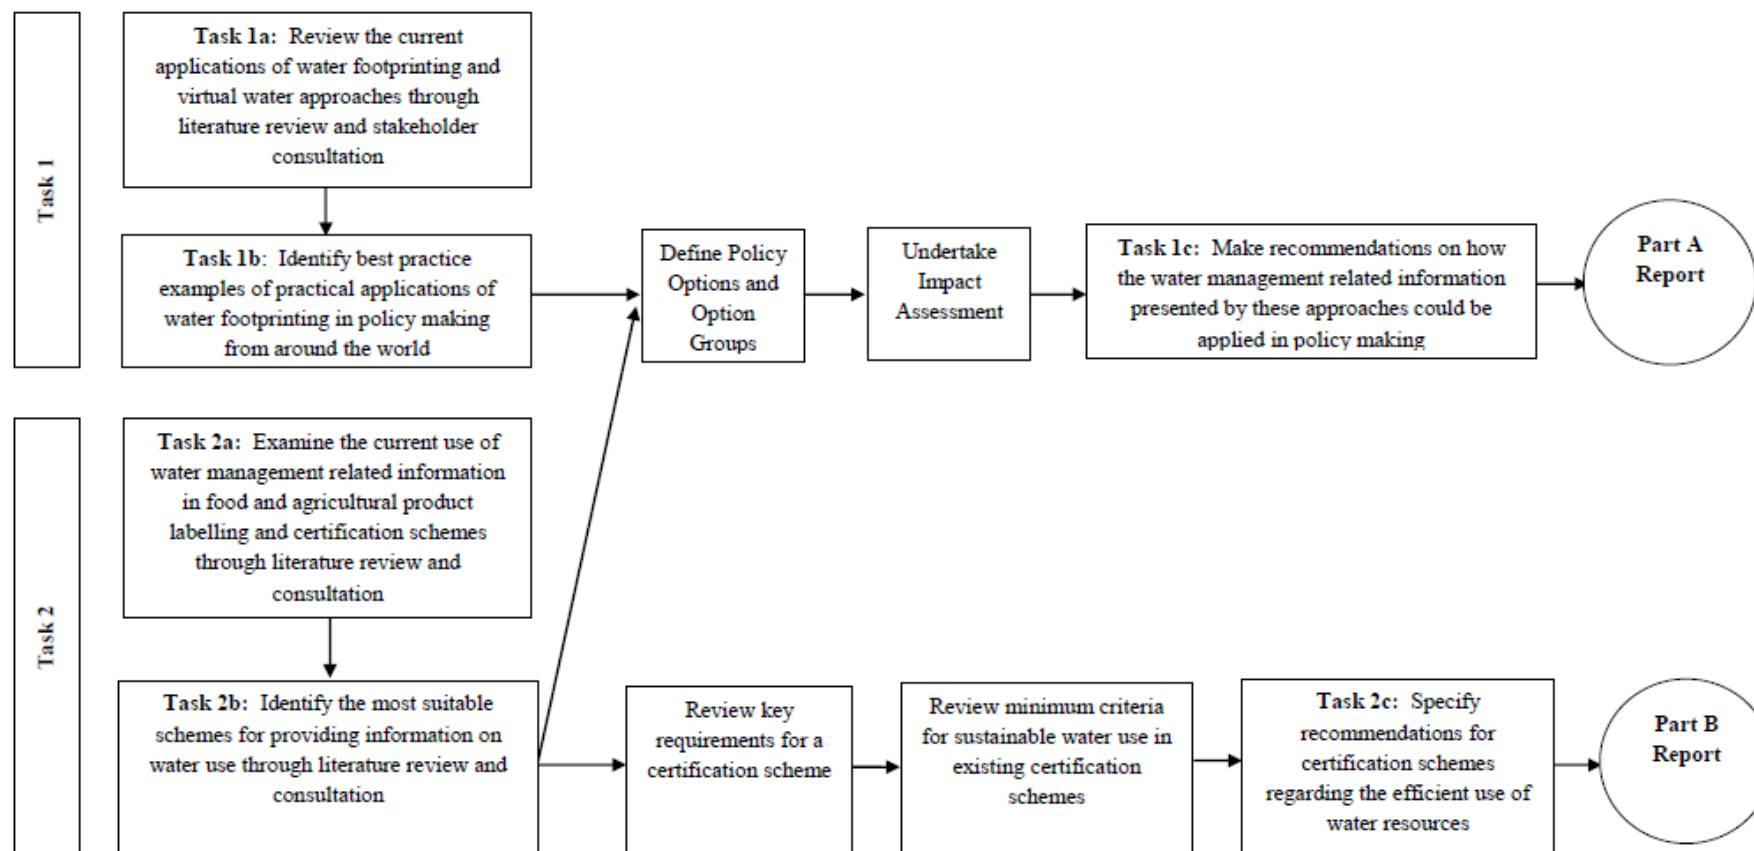 Task 1
Task 1a: Review the current
applications of water footprinting and
virtual water approaches through
literature review and stakeholder
consultation
Task 1b: Identify best practice
examples of practical applications of
water footprinting in policy making
from around the world
Define Policy
Options and
Option
Groups
Undertake
Impact
Assessment
Task 1c: Make recommendations on how
the water management related information
presented by these approaches could be
applied in policy making
Part A
Report
Task 2
Task 2a: Examine the current use of
water management related information
in food and agricultural product
labelling and certification schemes
through literature review and
consultation
Task 2b: Identify the most suitable
schemes for providing information on
water use through literature review and
consultation
Review key
requirements for a
certification scheme
Review minimum criteria
for sustainable water use in
existing certification
schemes
Task 2c: Specify
recommendations for
certification schemes
regarding the efficient use of
water resources
Part B
Report